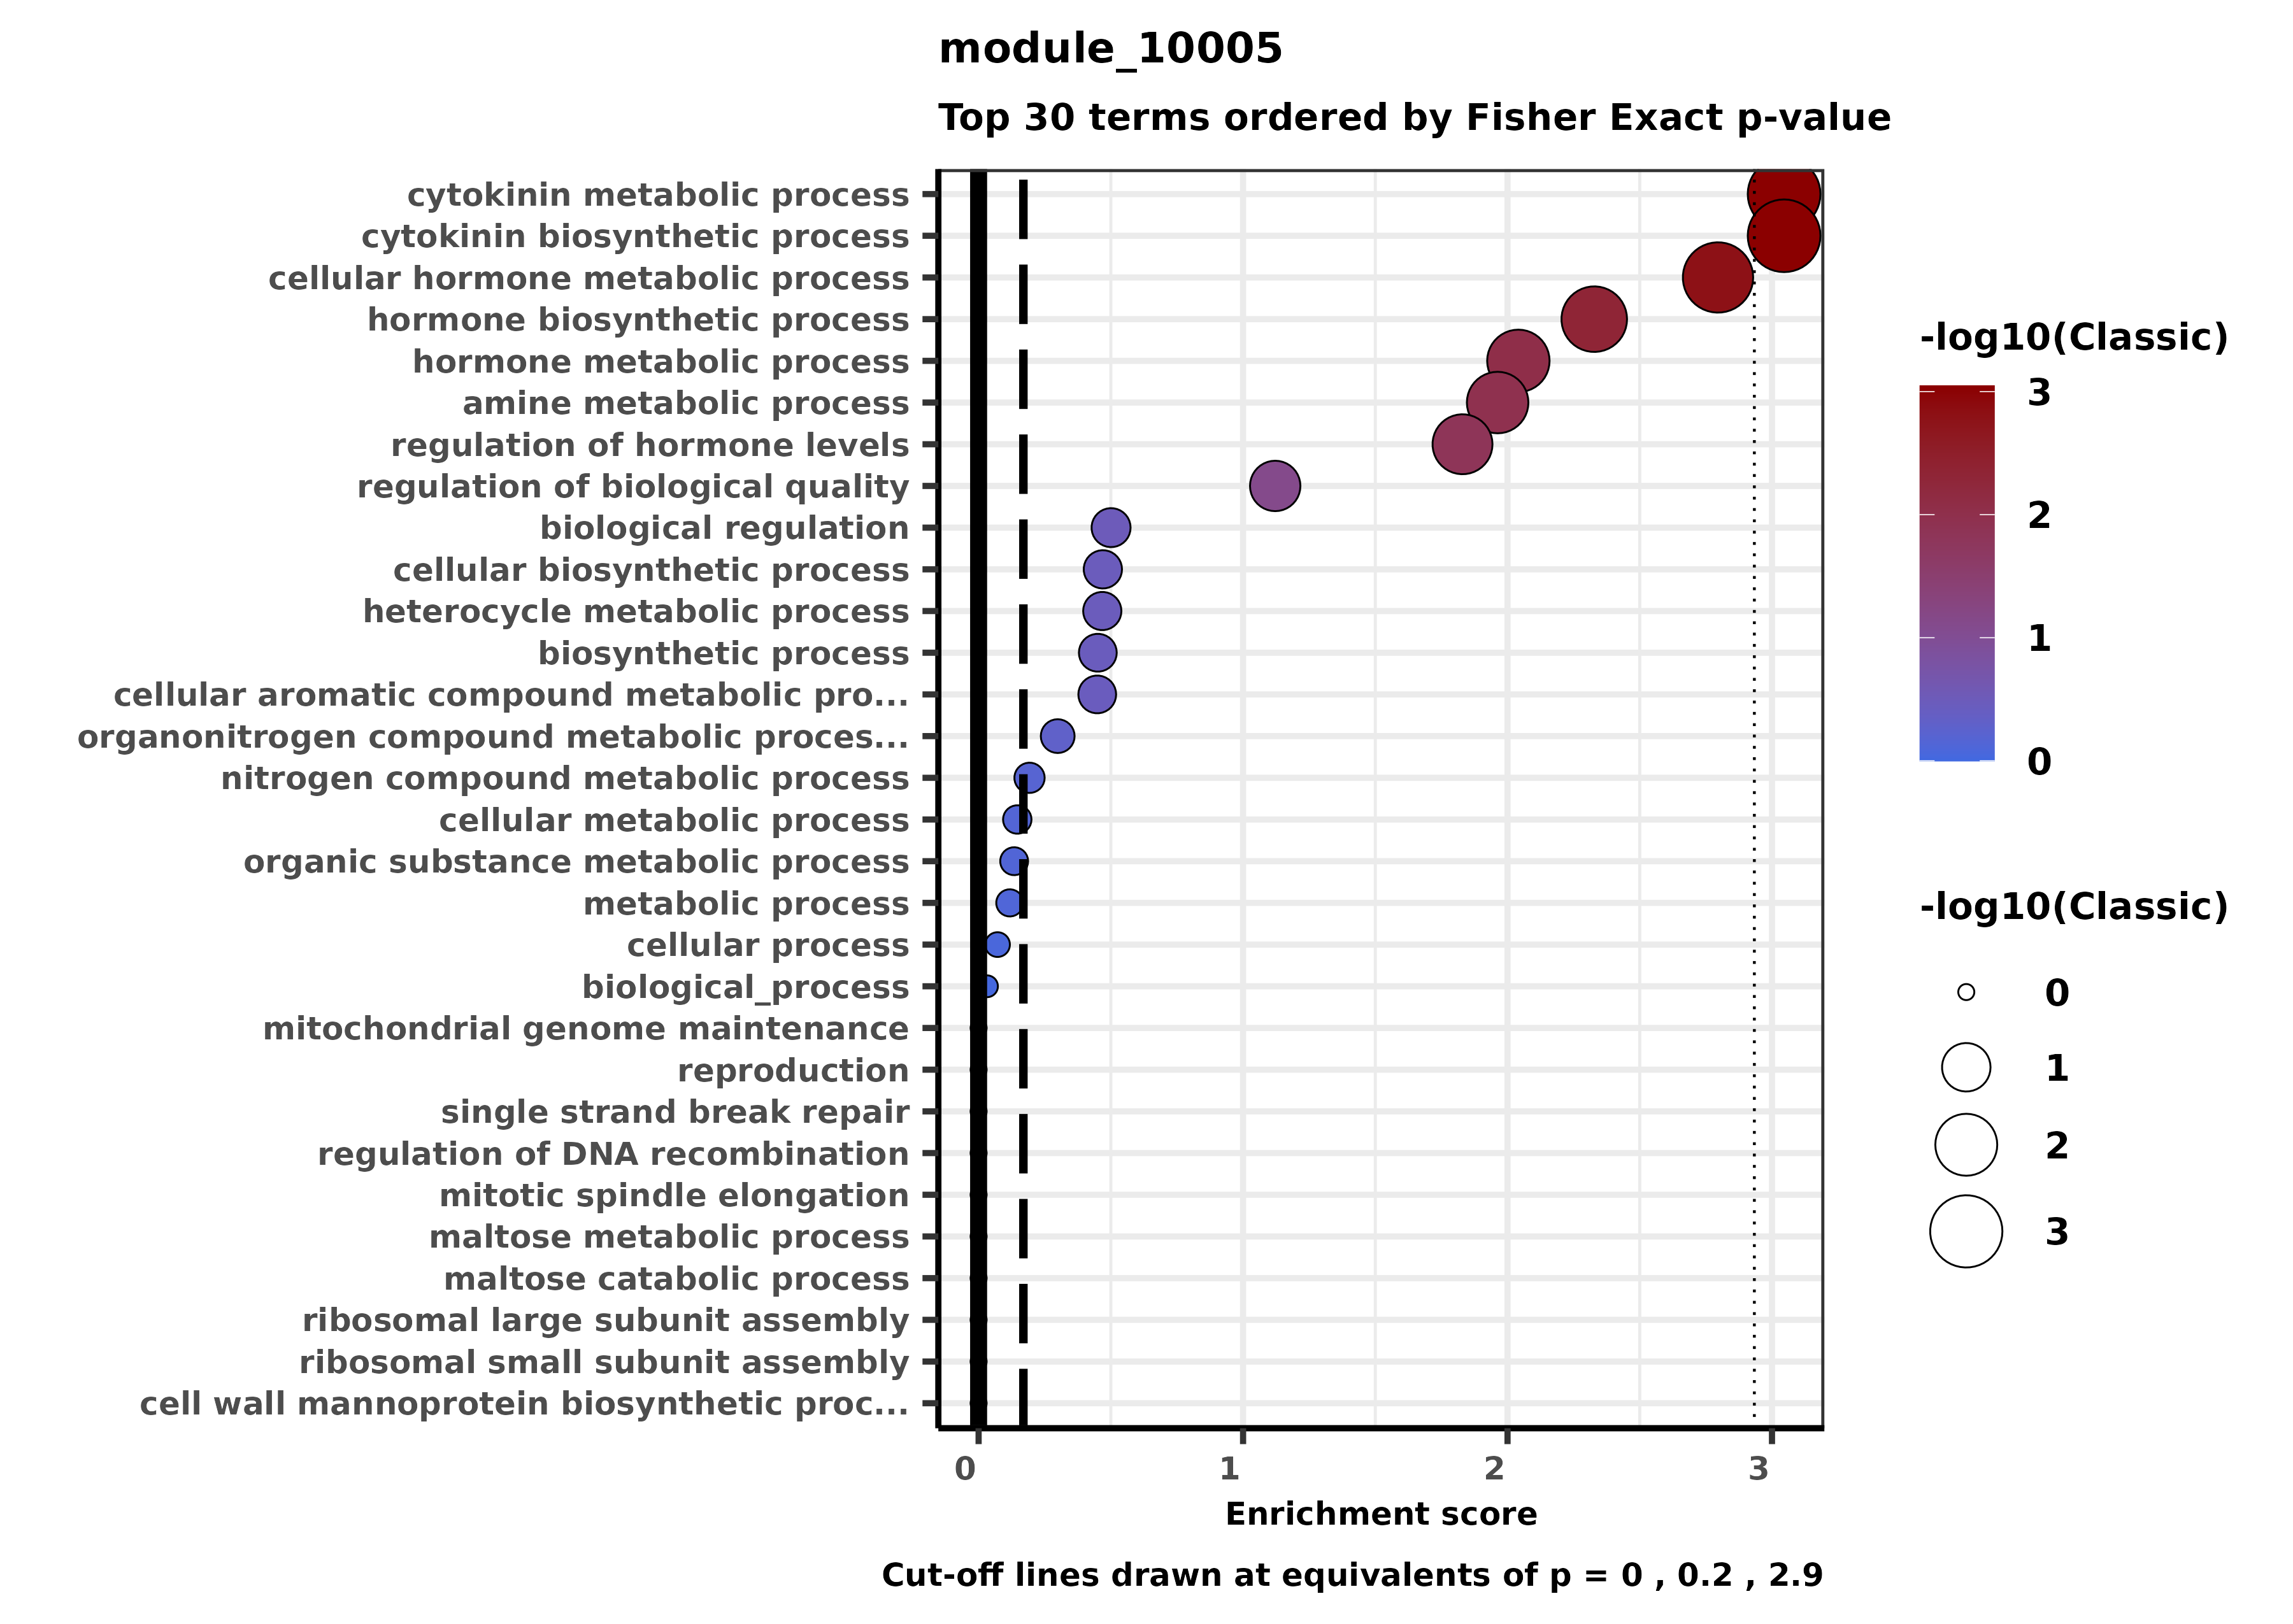 module_10005
Top 30 terms ordered by Fisher Exact p-value
cytokinin metabolic process
cytokinin biosynthetic process
cellular hormone metabolic process
hormone biosynthetic process
hormone metabolic process
amine metabolic process
regulation of hormone levels
regulation of biological quality
biological regulation
cellular biosynthetic process
heterocycle metabolic process
biosynthetic process
cellular aromatic compound metabolic pro...
organonitrogen compound metabolic proces...
nitrogen compound metabolic process
cellular metabolic process
organic substance metabolic process
metabolic process
cellular process
biological_process
mitochondrial genome maintenance
reproduction
single strand break repair
regulation of DNA recombination
mitotic spindle elongation
maltose metabolic process
maltose catabolic process
ribosomal large subunit assembly
ribosomal small subunit assembly
cell wall mannoprotein biosynthetic proc...
0 1 2 3
Enrichment score
Cut-off lines drawn at equivalents of p = 0 , 0.2 , 2.9
-log10(Classic)
3
2
1
0
-log10(Classic)
0
1
2
3